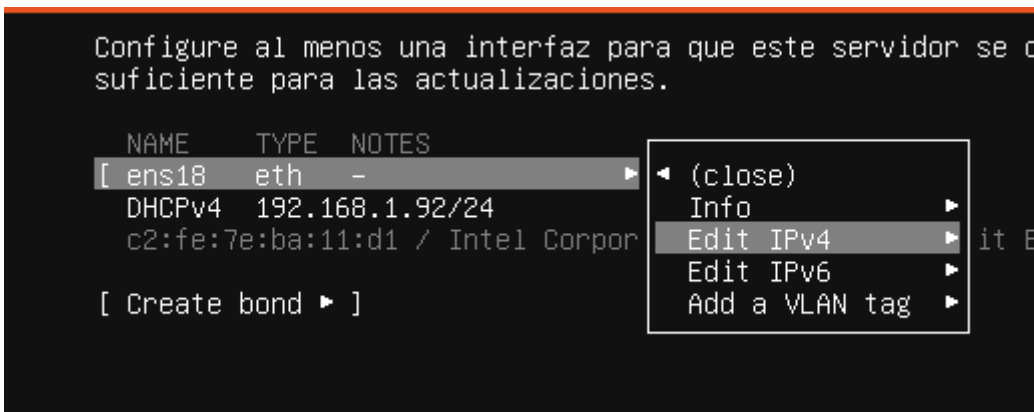 Configure al menos una interfaz para que este servidor se
suficiente para las actualizaciones.
NAME TYPE NOTES
[ ens18 eth – ▸
DHCPv4 192.168.1.92/24
c2:fe:7e:ba:11:d1 / Intel Corpor
◂ (close)
Info ▸
Edit IPv4 ▸
Edit IPv6 ▸
Add a VLAN tag ▸
it
[ Create bond ▸ ]